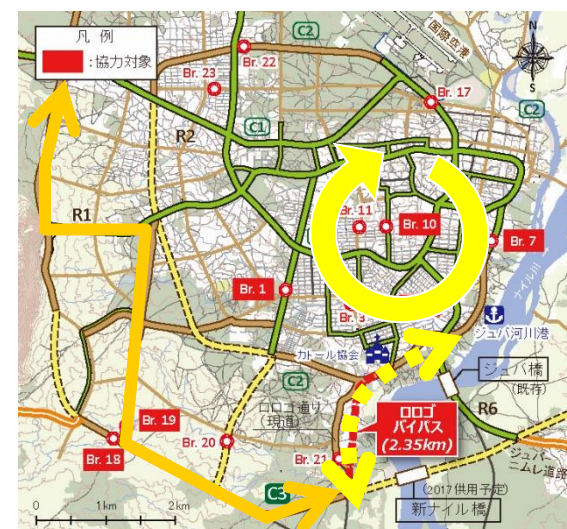 凡 例
:協力対象
C2
国際空港
N
S
Br. 22
Br. 23
Br. 17
C1
C2
R2
R1
Br. 11
Br. 10
Br. 7
Br. 1
ナイル川
ジュバ河川港
カトール協会
ジュバ橋
(既存)
C2
ロロゴ通り
(現道)
ロロゴ
バイパス
(2.35km)
R6
Br. 19
Br. 20
Br. 18
Br. 21
ジュバ-
ニムレ道路
C3
(2017供用予定)
新ナイル橋
0 1km 2km